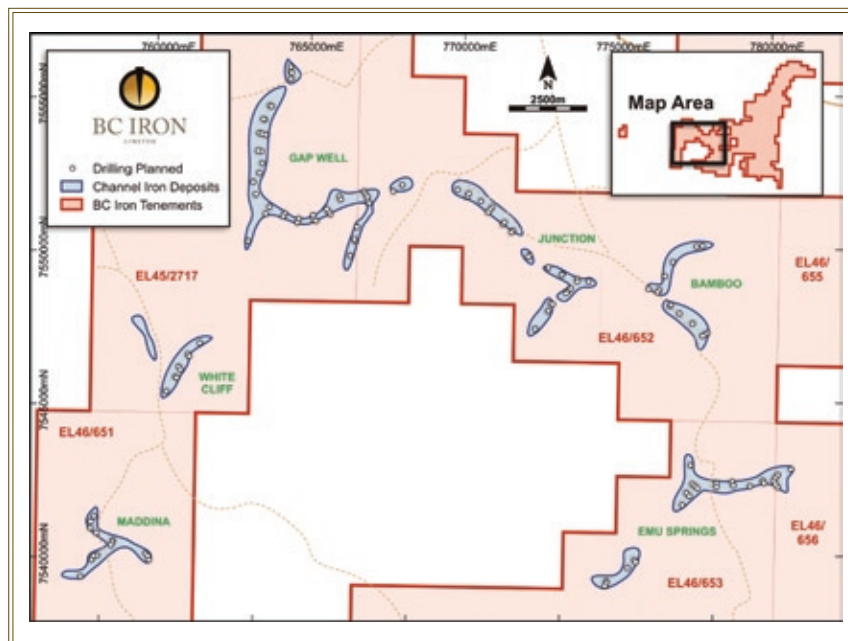 760000mE
765000mE
770000mE
775000mE
780000mE
7555000mN
7550000mN
7545000mN
7540000mN
BC IRON
LIMITED
Drilling Planned
Channel Iron Deposits
BC Iron Tenements
N
2500m
Map Area
GAP WELL
JUNCTION
BAMBOO
EL45/2717
EL46/
655
EL46/652
WHITE
CLIFF
EL46/651
MADDINA
EMU SPRINGS
EL46/
656
EL46/653